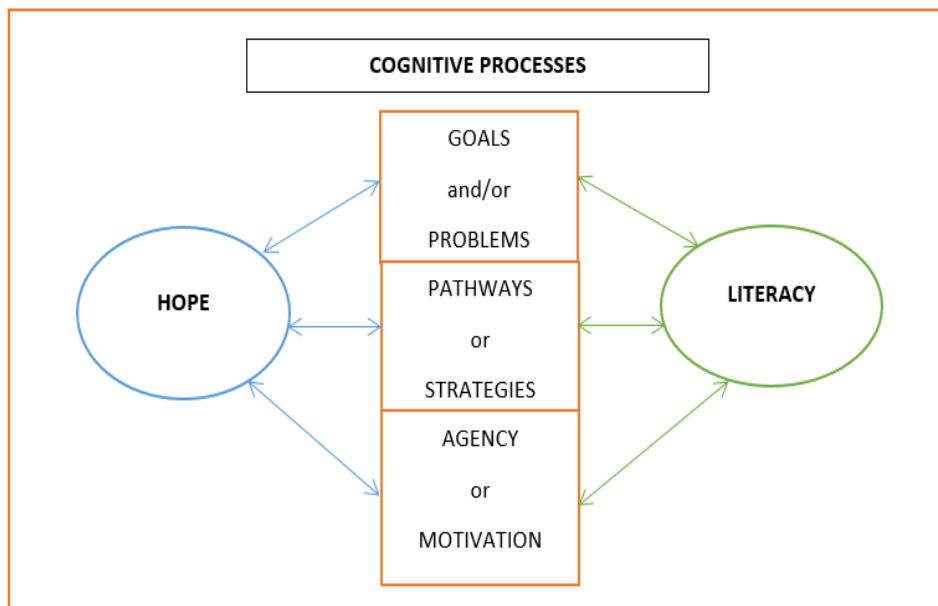 COGNITIVE PROCESSES
GOALS
and/or
PROBLEMS
HOPE
PATHWAYS
or
STRATEGIES
LITERACY
AGENCY
or
MOTIVATION